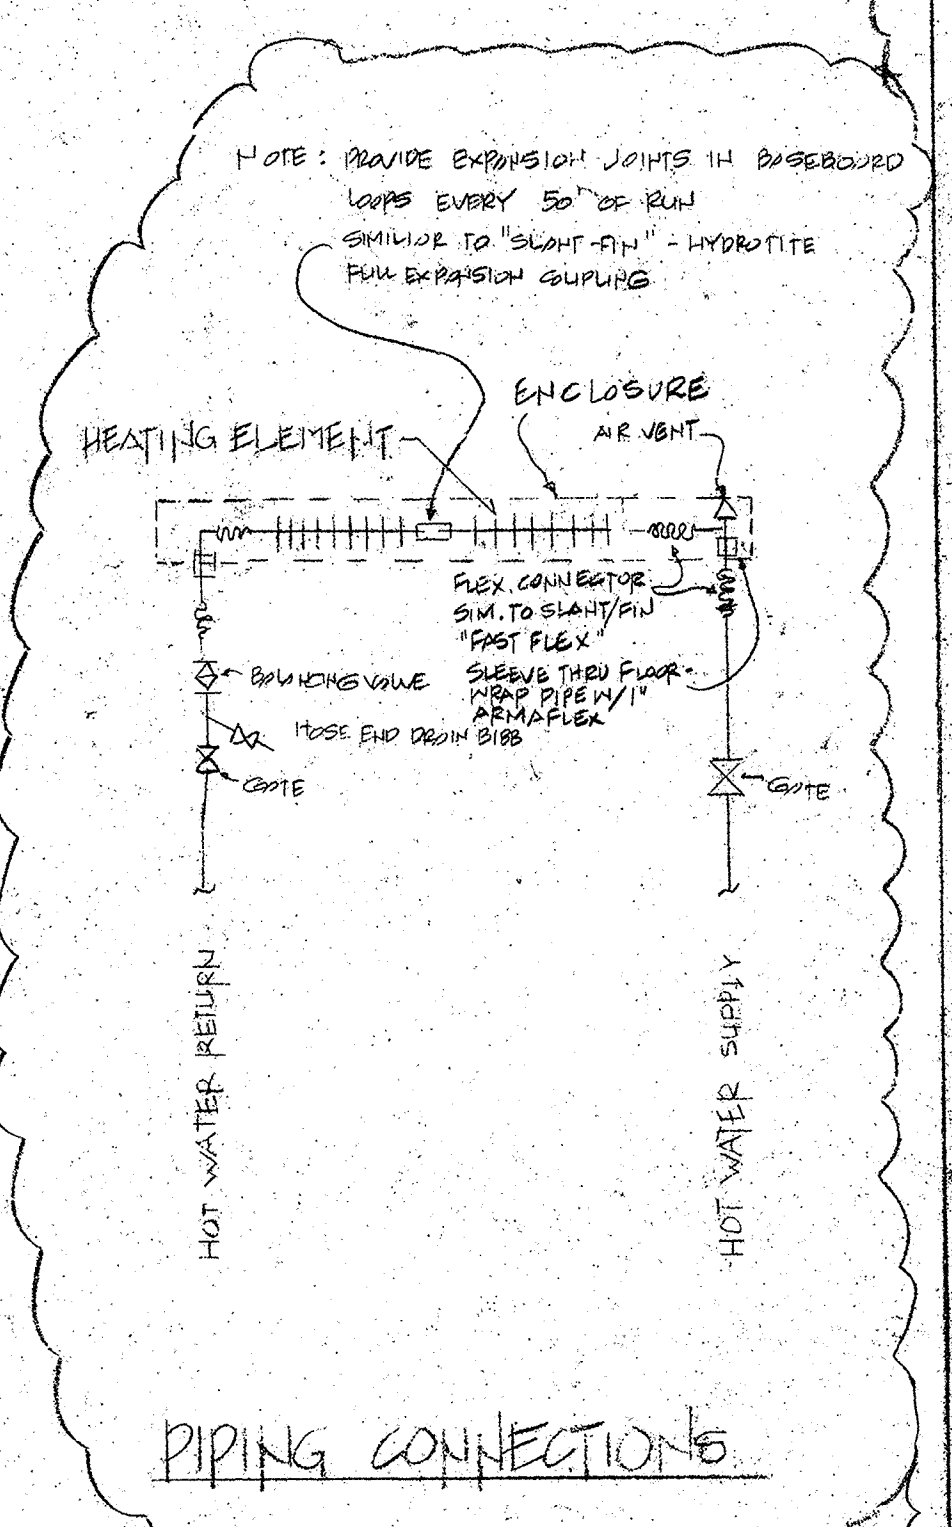 NOTE: PROVIDE EXPANSION JOINTS IN BASEBOARD
LOOPS EVERY 50' OF RUN
SIMILIOR TO "SLANT-FIN" - HYDROTITE
FULL EXPANSION COUPLING
ENCLOSURE
AIR VENT
HEATING ELEMENT
FLEX. CONNECTOR
SIM. TO SLANT/FIN
"FAST FLEX"
SLEEVE THRU FLOOR-
WRAP PIPE W/1"
ARMAFLEX
BALANCING VALVE
HOSE END DRAIN BIBB
GATE
GATE
HOT WATER RETURN
HOT WATER SUPPLY
PIPING CONNECTIONS